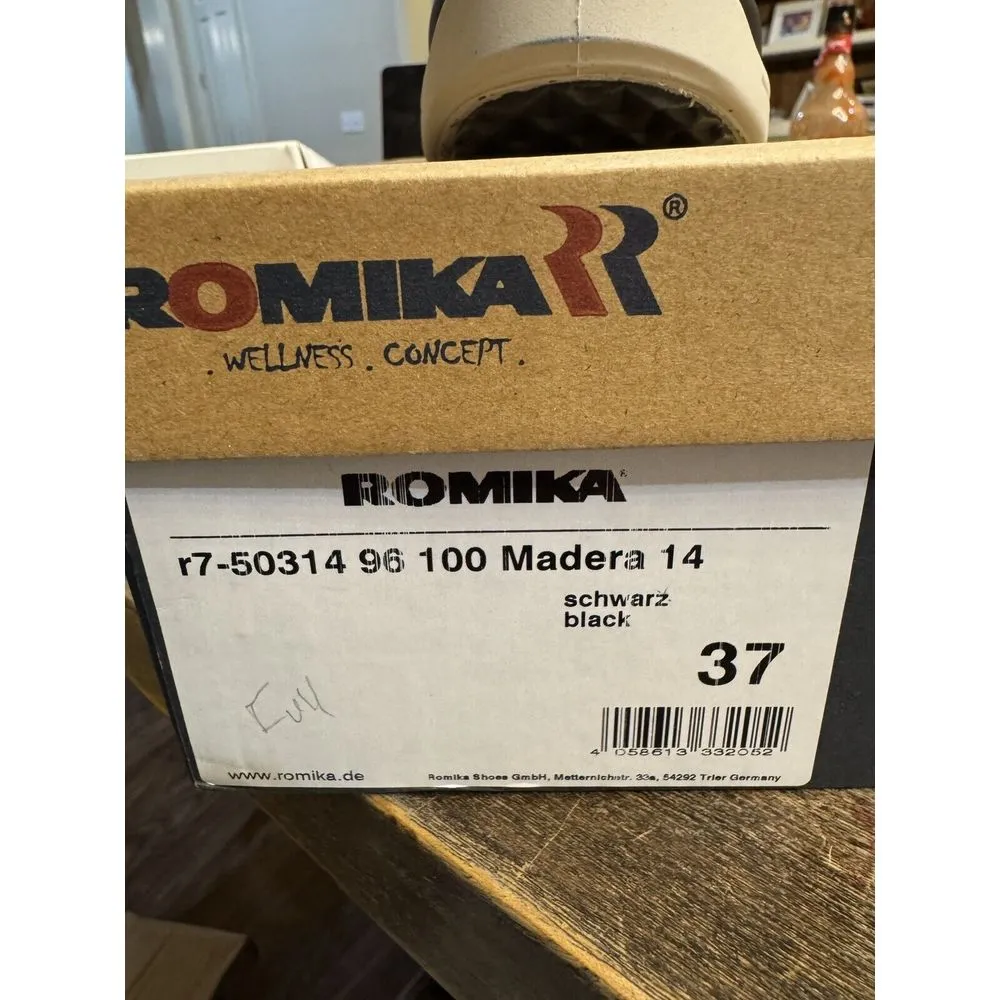 ROMIKA ®
. WELLNESS . CONCEPT .
ROMIKA®
r7-50314 96 100 Madera 14
schwarz
black
37
Full
4 058613 332052
www.romika.de
Romika Shoes GmbH, Metternichstr. 33a, 54292 Trier Germany